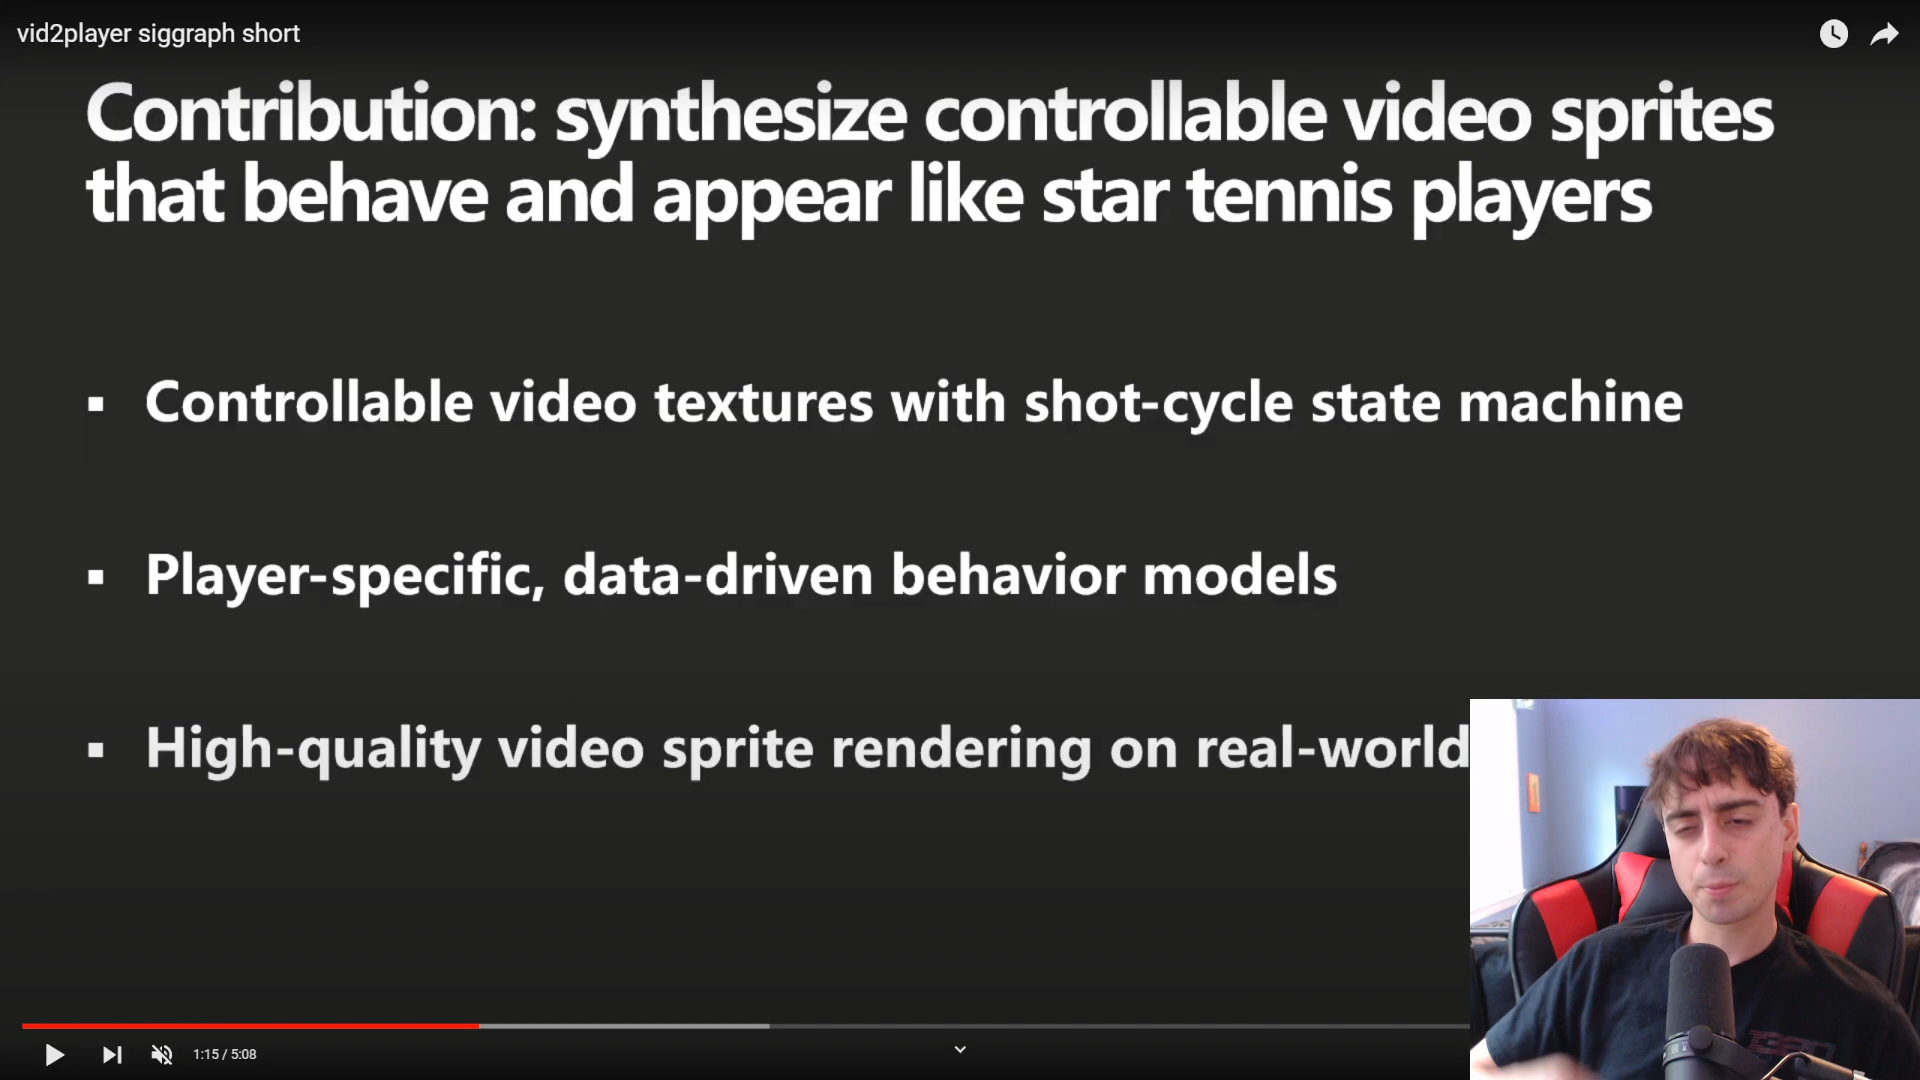 vid2player siggraph short
Contribution: synthesize controllable video sprites
that behave and appear like star tennis players
▪ Controllable video textures with shot-cycle state machine
▪ Player-specific, data-driven behavior models
▪ High-quality video sprite rendering on real-world
1:15 / 5:08